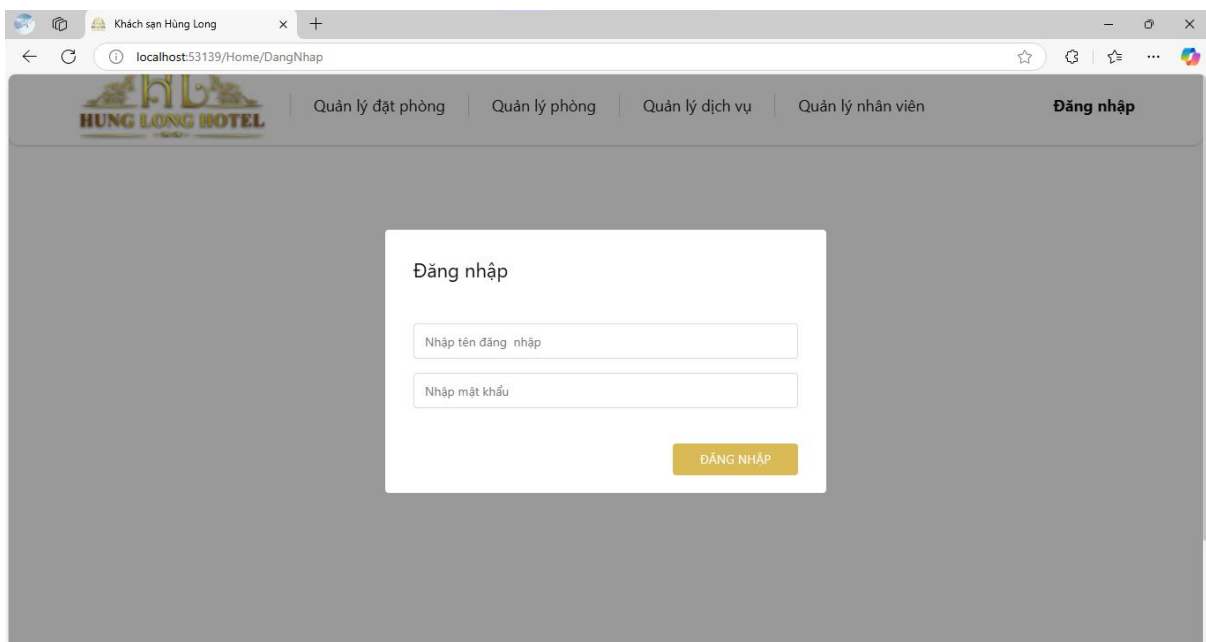 Khách sạn Hùng Long
localhost:53139/Home/DangNhap
HL
HUNG LONG HOTEL
Quản lý đặt phòng
Quản lý phòng
Quản lý dịch vụ
Quản lý nhân viên
Đăng nhập
Đăng nhập
Nhập tên đăng nhập
Nhập mật khẩu
ĐĂNG NHẬP